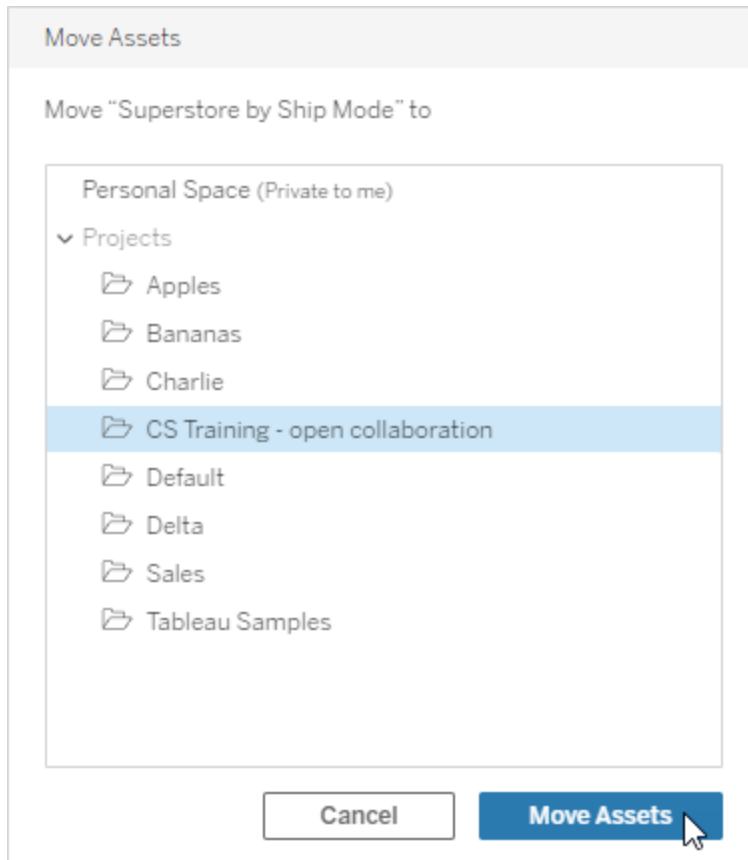 Move Assets
Move “Superstore by Ship Mode” to
Personal Space (Private to me)
Projects
Apples
Bananas
Charlie
CS Training - open collaboration
Default
Delta
Sales
Tableau Samples
Cancel
Move Assets